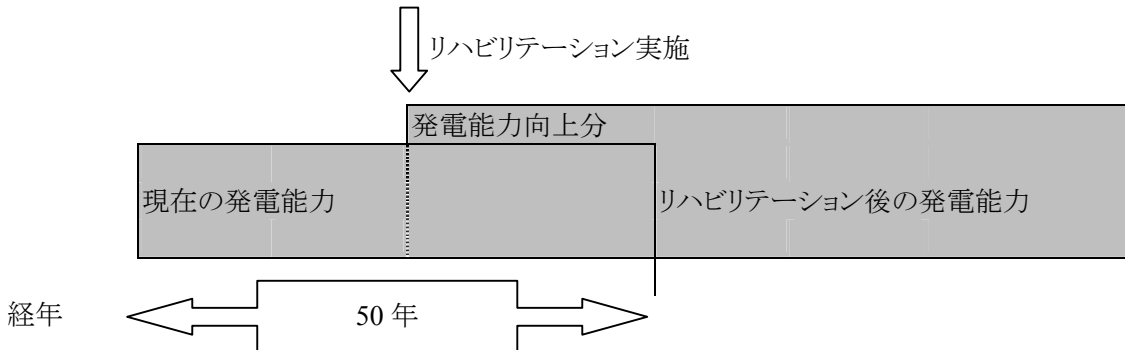 リハビリテーション実施
発電能力向上分
現在の発電能力
リハビリテーション後の発電能力
経年
50 年